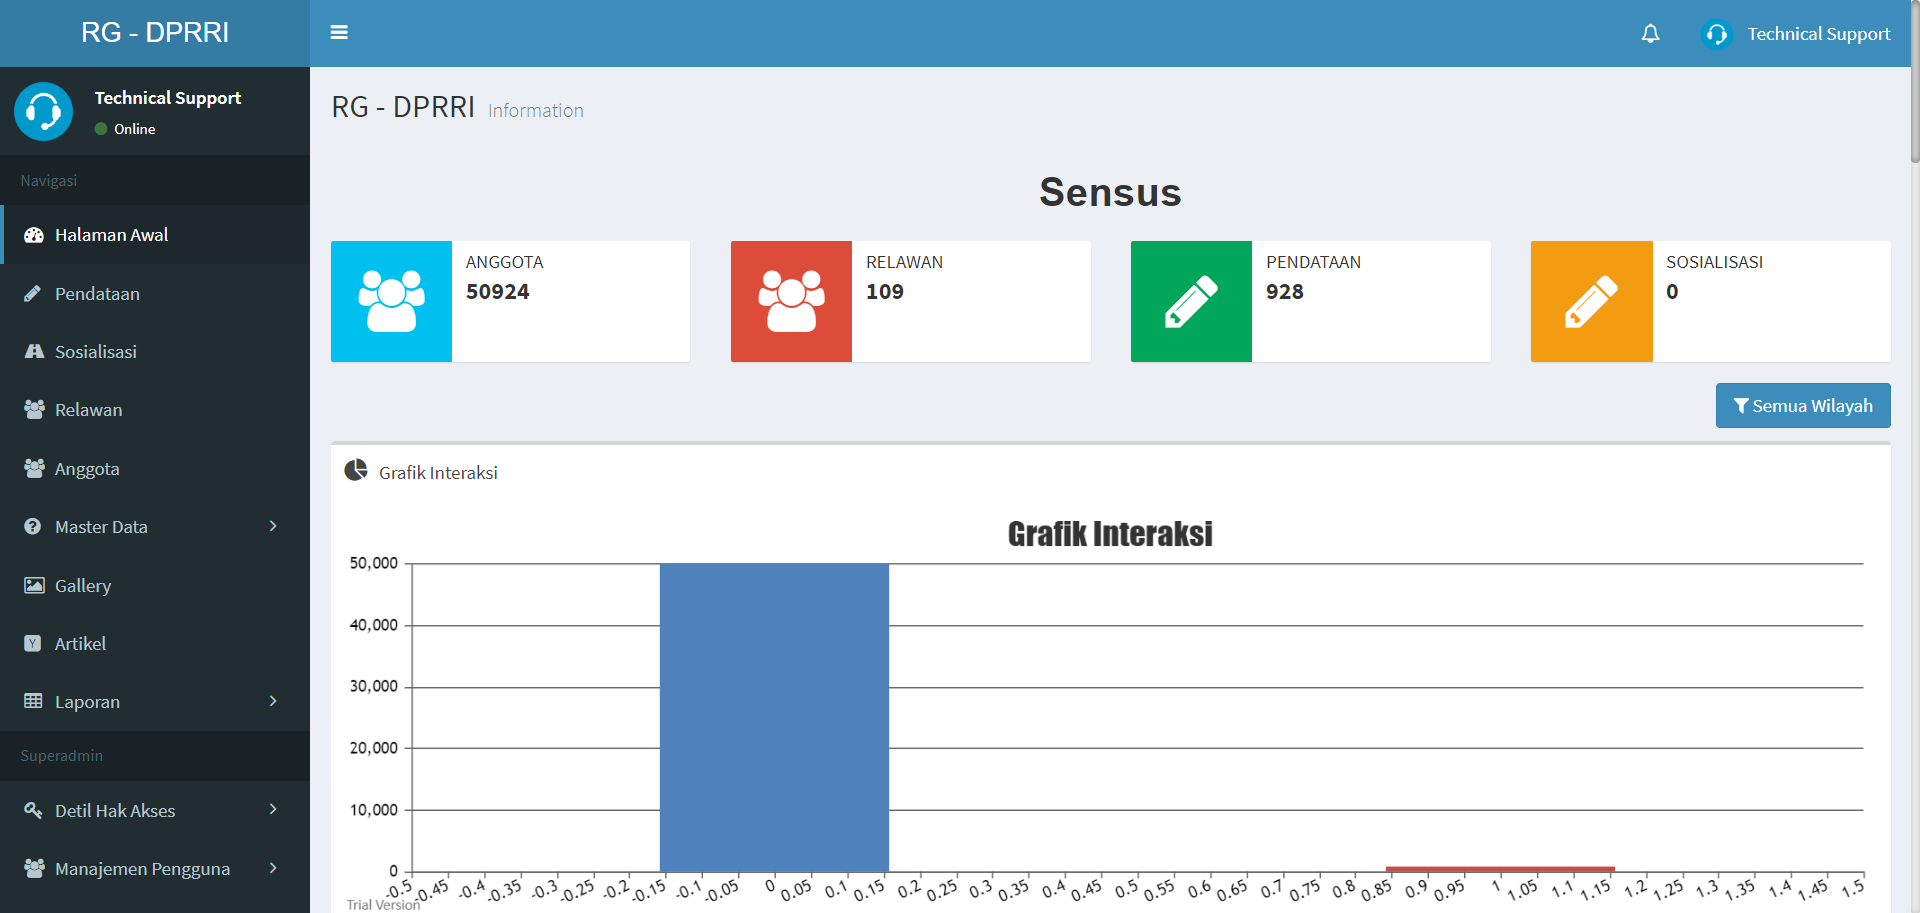 RG - DPRRI
Technical Support
Technical Support
Online
Navigasi
Halaman Awal
Pendataan
Sosialisasi
Relawan
Anggota
Master Data
Gallery
Artikel
Laporan
Superadmin
Detil Hak Akses
Manajemen Pengguna
RG - DPRRI Information
Sensus
ANGGOTA
50924
RELAWAN
109
PENDATAAN
928
SOSIALISASI
0
Semua Wilayah
Grafik Interaksi
Grafik Interaksi
50,000
40,000
30,000
20,000
10,000
0
-0.5 -0.45 -0.4 -0.35 -0.3 -0.25 -0.2 -0.15 -0.1 -0.05 0 0.05 0.1 0.15 0.2 0.25 0.3 0.35 0.4 0.45 0.5 0.55 0.6 0.65 0.7 0.75 0.8 0.85 0.9 0.95 1 1.05 1.1 1.15 1.2 1.25 1.3 1.35 1.4 1.45 1.5
Trial Version